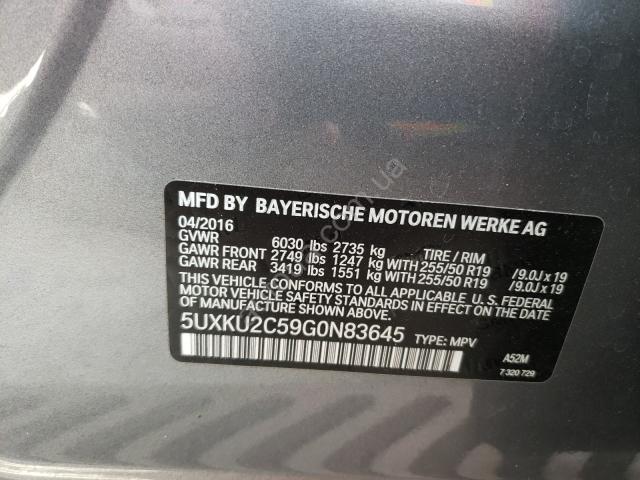 MFD BY BAYERISCHE MOTOREN WERKE AG
04/2016
GVWR 6030 lbs 2735 kg TIRE / RIM
GAWR FRONT 2749 lbs 1247 kg WITH 255/50 R19 /9.0J x 19
GAWR REAR 3419 lbs 1551 kg WITH 255/50 R19 /9.0J x 19
THIS VEHICLE CONFORMS TO ALL APPLICABLE FEDERAL
MOTOR VEHICLE SAFETY STANDARDS IN EFFECT ON THE DATE
OF MANUFACTURE SHOWN ABOVE.
5UXKU2C59G0N83645 TYPE: MPV
A52M
7 320 729